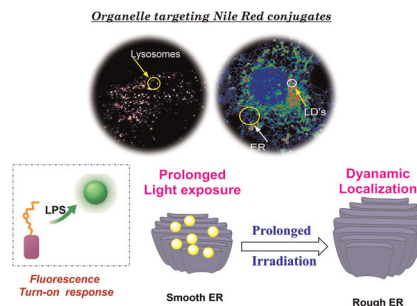 Organelle targeting Nile Red conjugates
Lysosomes
ER
LD's
LPS
Fluorescence
Turn-on response
Prolonged
Light exposure
Smooth ER
Prolonged
Irradiation
Dyanamic
Localization
Rough ER